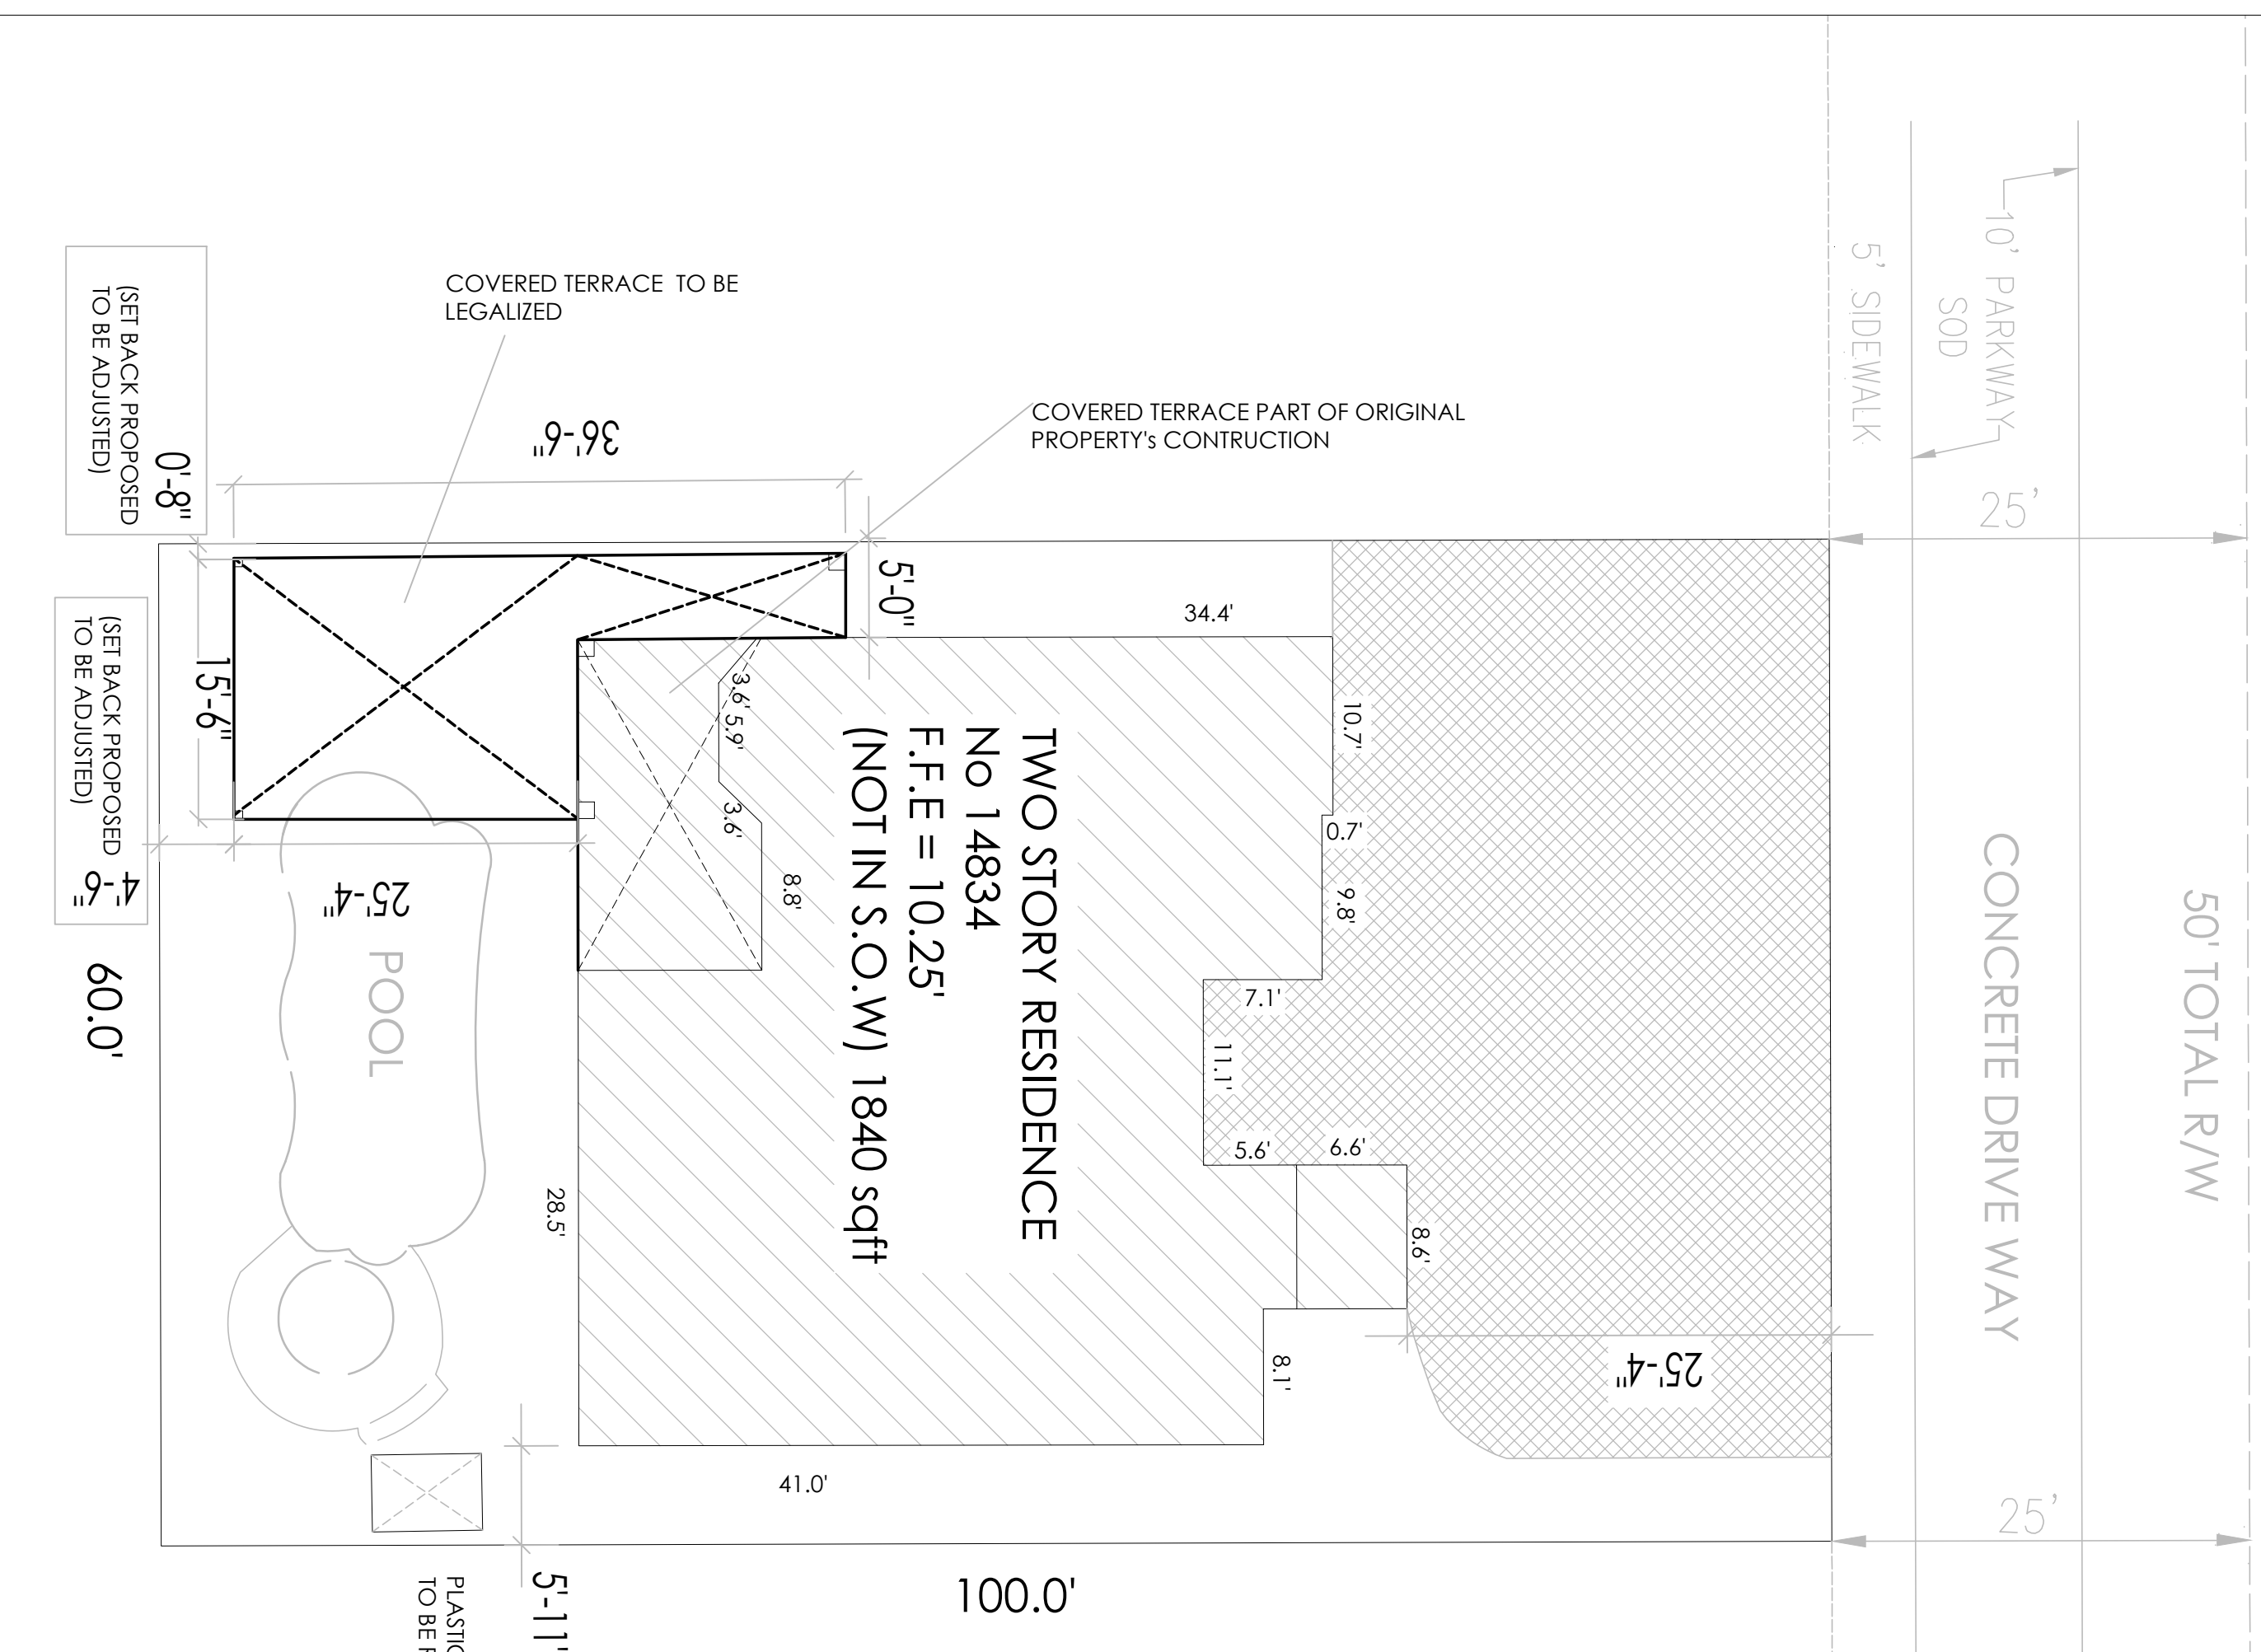 COVERED TERRACE  TO BE
LEGALIZED
COVERED TERRACE PART OF ORIGINAL
PROPERTY's CONTRUCTION
(SET BACK PROPOSED
TO BE ADJUSTED)
0'-8"
36'-6"
5'-0"
34.4'
(SET BACK PROPOSED
TO BE ADJUSTED)
4'-6"
15'-6"
25'-4"
60.0'
POOL
3.6'
5.9'
3.6'
8.8'
TWO STORY RESIDENCE
No 14834
F.F.E = 10.25'
(NOT IN S.O.W) 1840 sqft
10.7'
0.7'
9.8'
7.1'
11.1'
5.6'
6.6'
8.6'
8.1'
25'-4"
28.5'
41.0'
5'-11"
100.0'
PLASTIC
TO BE
5' SIDEWALK
10' PARKWAY
SOD
25'
CONCRETE DRIVE WAY
50' TOTAL R/W
25'